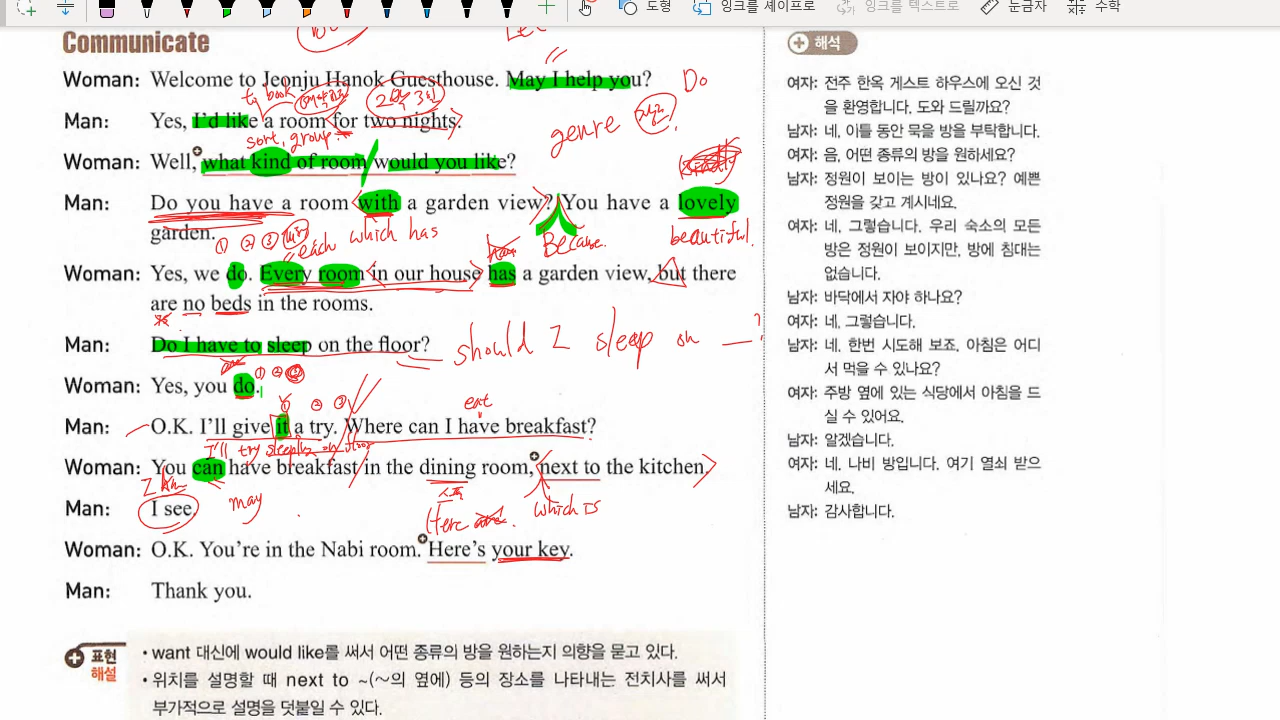 도형
잉크를 셰이프로
잉크를 텍스트로
눈금자
수학
Communicate
Woman: Welcome to Jeonju Hanok Guesthouse. May I help you?
Do
to book
2박 3일
Man: Yes, I'd like a room for two nights.
genre
sort, group
Woman: Well, what kind of room would you like?
Man: Do you have a room with a garden view? You have a lovely
garden.
① ② ③
each
which has
Because
beautiful
Woman: Yes, we do. Every room in our house has a garden view, but there
are no beds in the rooms.
Man: Do I have to sleep on the floor?
should I sleep on — ?
Woman: Yes, you do.
① ② ③
eat
Man: O.K. I'll give it a try. Where can I have breakfast?
I'll try sleeping on floor
Woman: You can have breakfast in the dining room, next to the kitchen.
may
which is
Man: I see.
Here
Woman: O.K. You're in the Nabi room. Here's your key.
Man: Thank you.
표현
해설
• want 대신에 would like를 써서 어떤 종류의 방을 원하는지 의향을 묻고 있다.
• 위치를 설명할 때 next to ~(~의 옆에) 등의 장소를 나타내는 전치사를 써서
부가적으로 설명을 덧붙일 수 있다.
해석
여자: 전주 한옥 게스트 하우스에 오신 것
을 환영합니다. 도와 드릴까요?
남자: 네, 이틀 동안 묵을 방을 부탁합니다.
여자: 음, 어떤 종류의 방을 원하세요?
남자: 정원이 보이는 방이 있나요? 예쁜
정원을 갖고 계시네요.
여자: 네, 그렇습니다. 우리 숙소의 모든
방은 정원이 보이지만, 방에 침대는
없습니다.
남자: 바닥에서 자야 하나요?
여자: 네, 그렇습니다.
남자: 네. 한번 시도해 보죠. 아침은 어디
서 먹을 수 있나요?
여자: 주방 옆에 있는 식당에서 아침을 드
실 수 있어요.
남자: 알겠습니다.
여자: 네. 나비 방입니다. 여기 열쇠 받으
세요.
남자: 감사합니다.